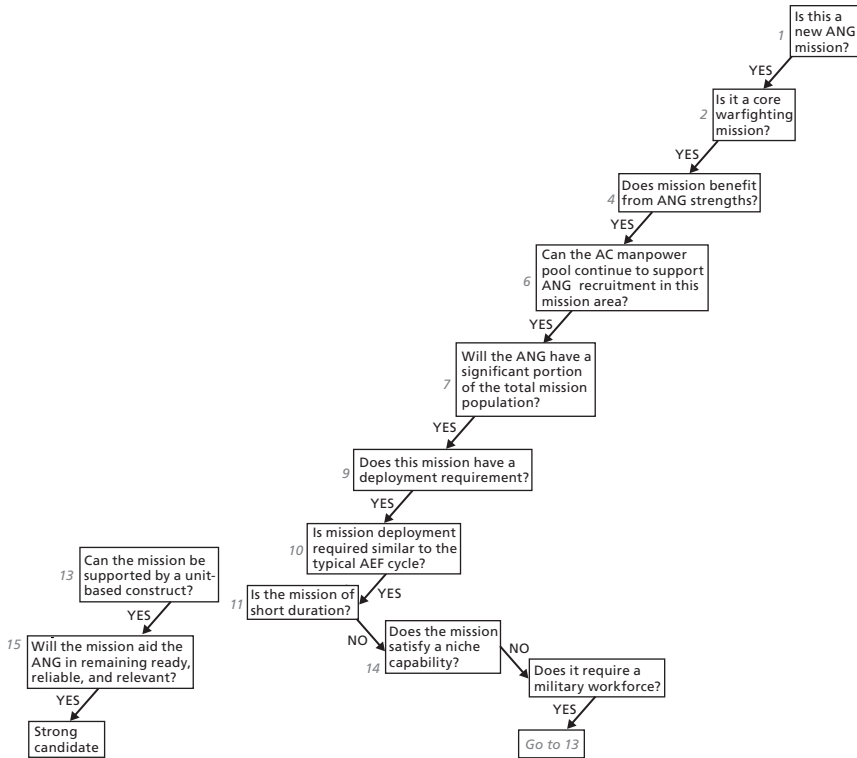 1
Is this a
new ANG
mission?
YES
2
Is it a core
warfighting
mission?
YES
4
Does mission benefit
from ANG strengths?
YES
6
Can the AC manpower
pool continue to support
ANG recruitment in this
mission area?
YES
7
Will the ANG have a
significant portion
of the total mission
population?
YES
9
Does this mission have a
deployment requirement?
YES
10
Is mission deployment
required similar to the
typical AEF cycle?
YES
11
Is the mission of
short duration?
NO
14
Does the mission
satisfy a niche
capability?
NO
Does it require a
military workforce?
YES
Go to 13
13
Can the mission be
supported by a unit-
based construct?
YES
15
Will the mission aid the
ANG in remaining ready,
reliable, and relevant?
YES
Strong
candidate